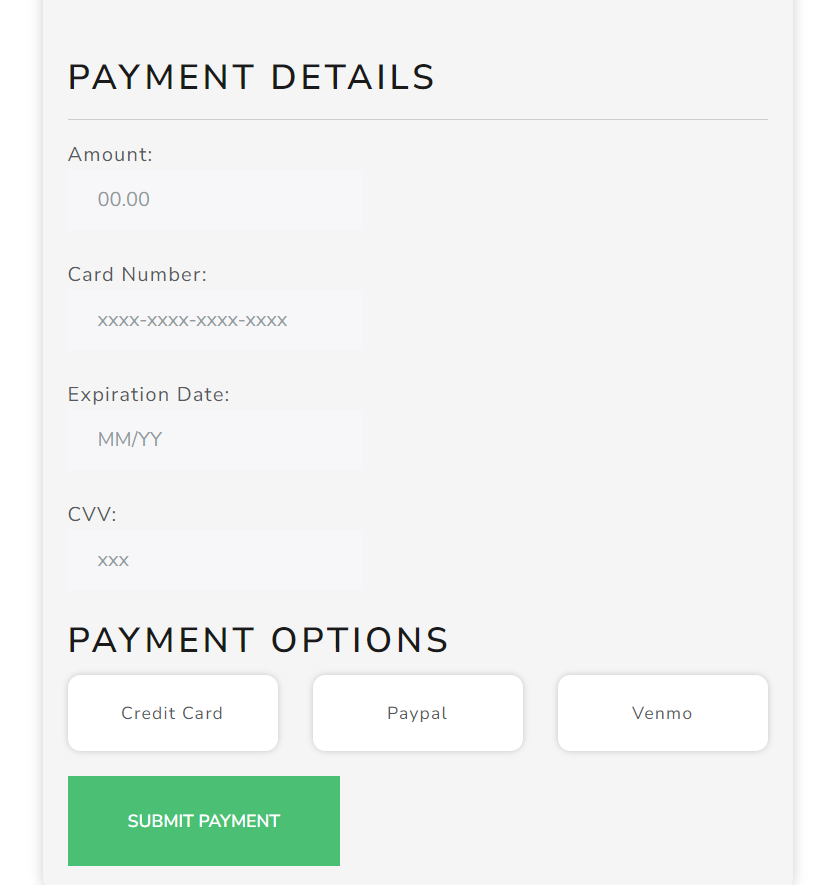 PAYMENT DETAILS
Amount:
00.00
Card Number:
xxxx-xxxx-xxxx-xxxx
Expiration Date:
MM/YY
CVV:
xxx
PAYMENT OPTIONS
Credit Card Paypal Venmo
SUBMIT PAYMENT